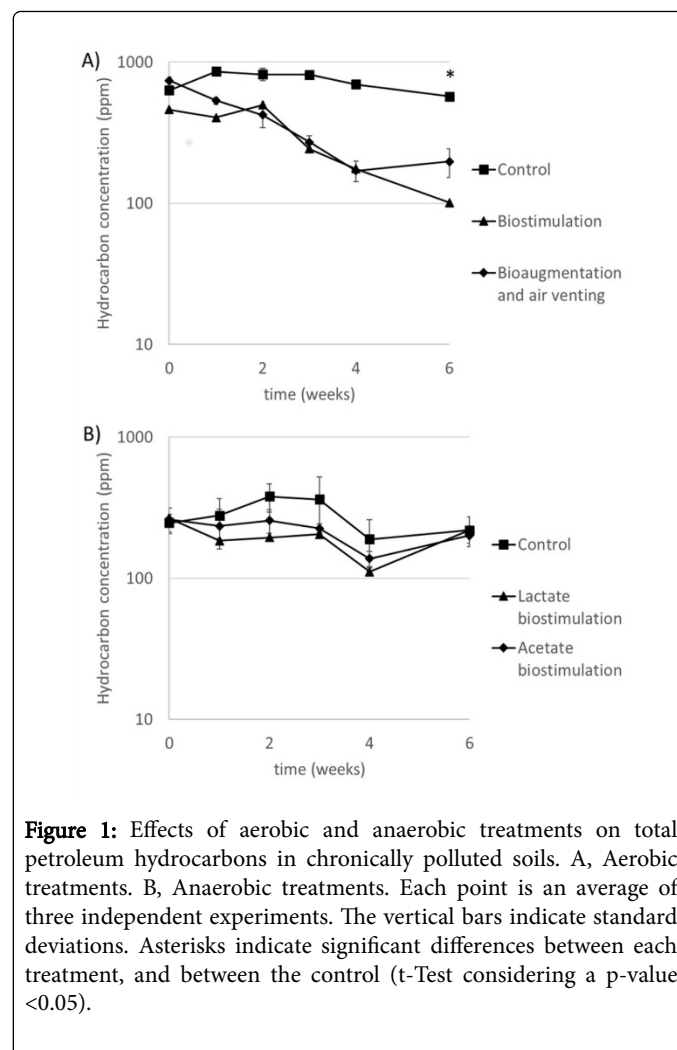 A)
1000
100
10
Hydrocarbon concentration (ppm)
*
0 2 4 6
time (weeks)
Control
Biostimulation
Bioaugmentation
and air venting
B)
1000
100
10
Hydrocarbon concentration (ppm)
0 2 4 6
time (weeks)
Control
Lactate
biostimulation
Acetate
biostimulation
Figure 1: Effects of aerobic and anaerobic treatments on total
petroleum hydrocarbons in chronically polluted soils. A, Aerobic
treatments. B, Anaerobic treatments. Each point is an average of
three independent experiments. The vertical bars indicate standard
deviations. Asterisks indicate significant differences between each
treatment, and between the control (t-Test considering a p-value
<0.05).